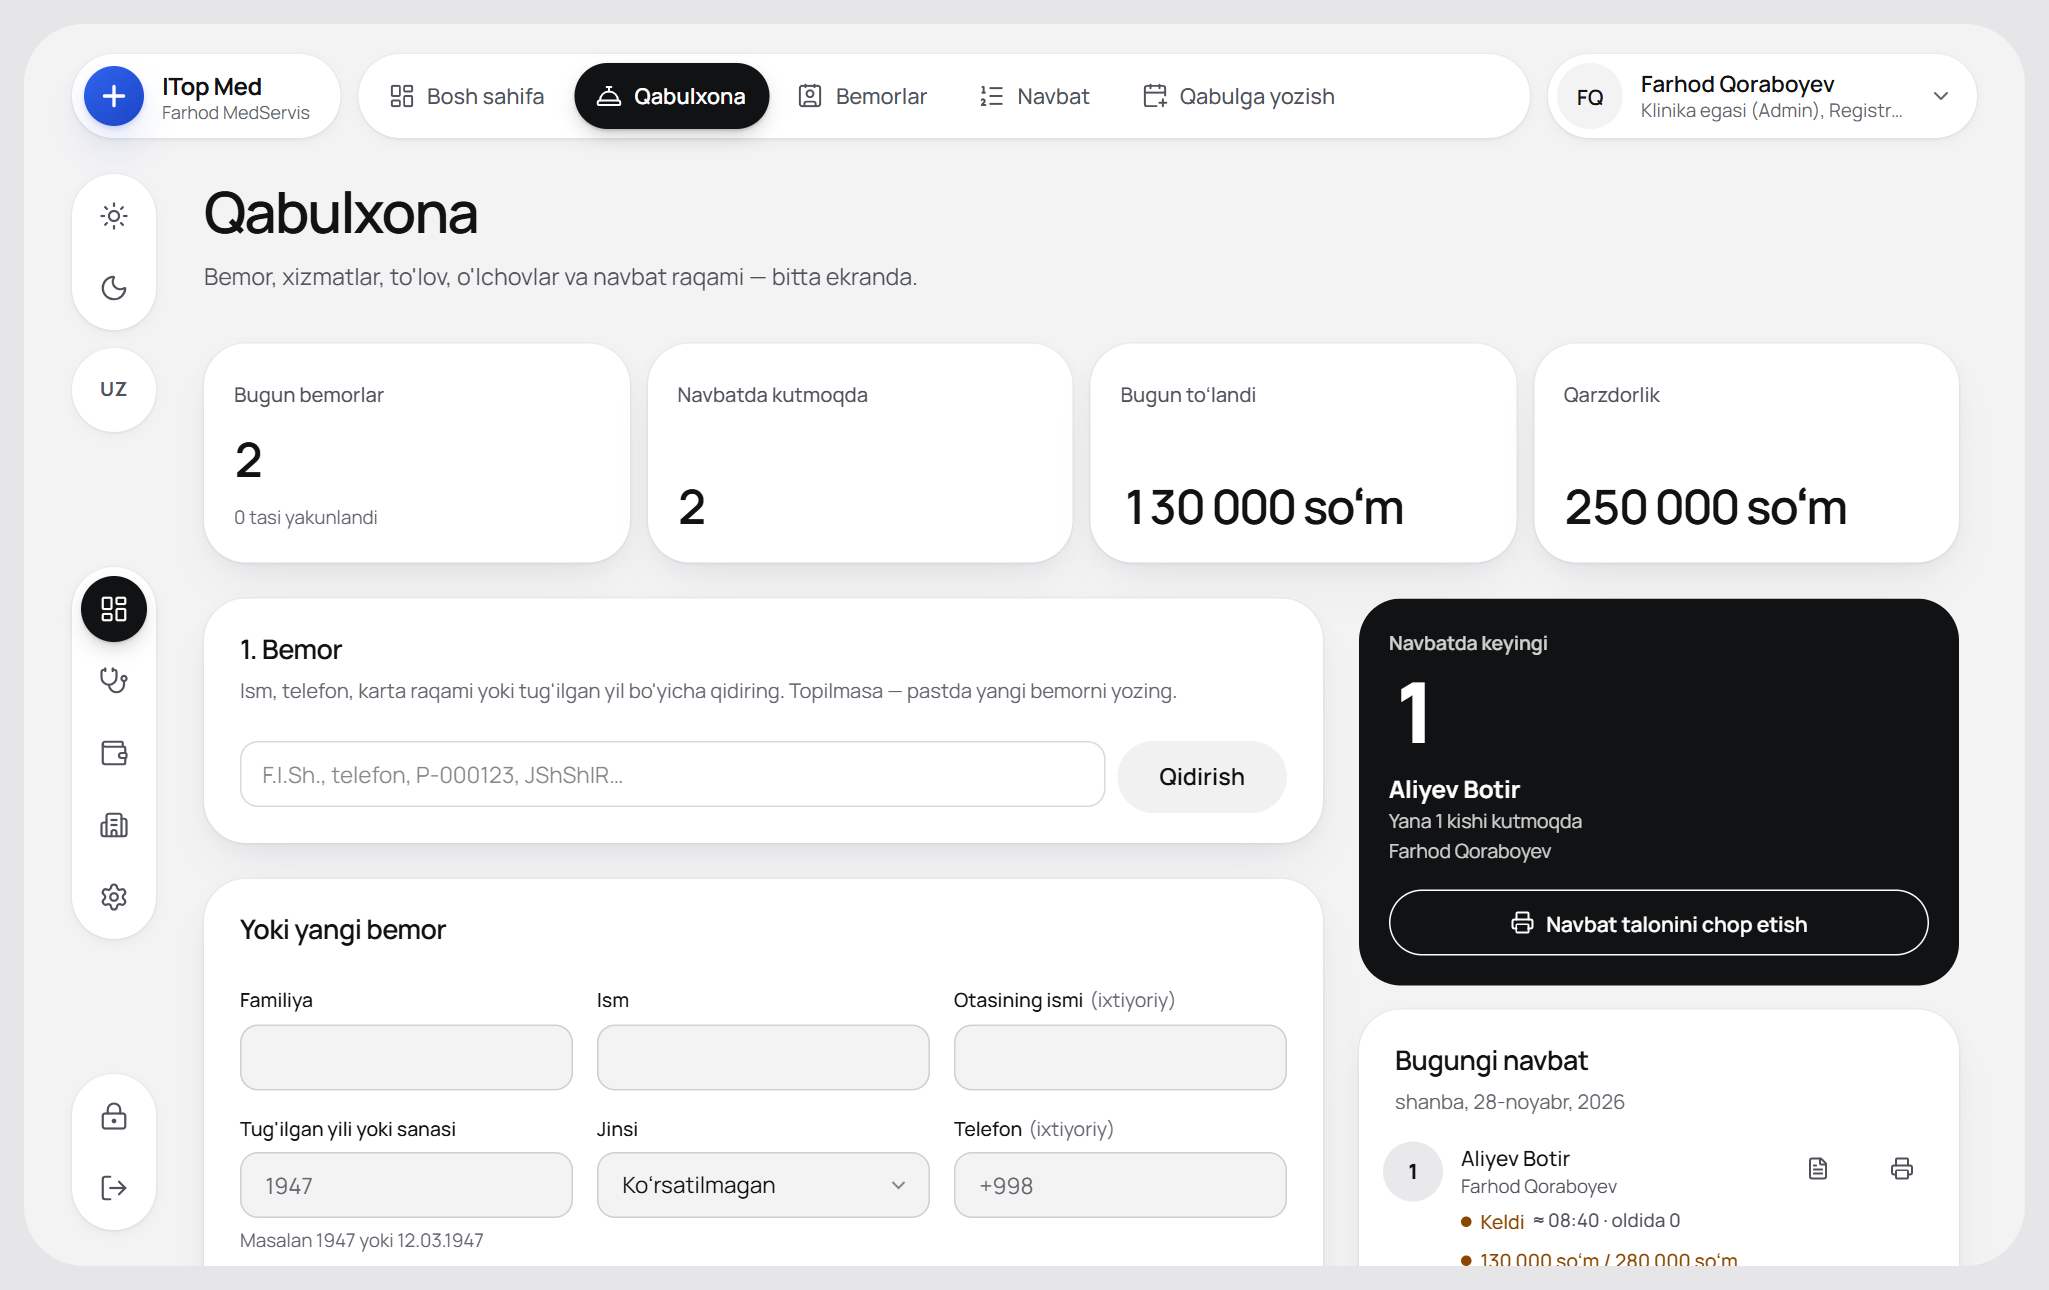 ITop Med
Farhod MedServis
Bosh sahifa
Qabulxona
Bemorlar
Navbat
Qabulga yozish
FQ
Farhod Qoraboyev
Klinika egasi (Admin), Registr...
UZ
Qabulxona
Bemor, xizmatlar, to'lov, o'lchovlar va navbat raqami — bitta ekranda.
Bugun bemorlar
2
0 tasi yakunlandi
Navbatda kutmoqda
2
Bugun to‘landi
130 000 so‘m
Qarzdorlik
250 000 so‘m
1. Bemor
Ism, telefon, karta raqami yoki tug'ilgan yil bo'yicha qidiring. Topilmasa — pastda yangi bemorni yozing.
F.I.Sh., telefon, P-000123, JShShIR...
Qidirish
Navbatda keyingi
1
Aliyev Botir
Yana 1 kishi kutmoqda
Farhod Qoraboyev
Navbat talonini chop etish
Yoki yangi bemor
Familiya
Ism
Otasining ismi (ixtiyoriy)
Tug'ilgan yili yoki sanasi
Jinsi
Telefon (ixtiyoriy)
1947
Ko‘rsatilmagan
+998
Masalan 1947 yoki 12.03.1947
Bugungi navbat
shanba, 28-noyabr, 2026
1
Aliyev Botir
Farhod Qoraboyev
Keldi ≈ 08:40 · oldida 0
130 000 so‘m / 280 000 so‘m